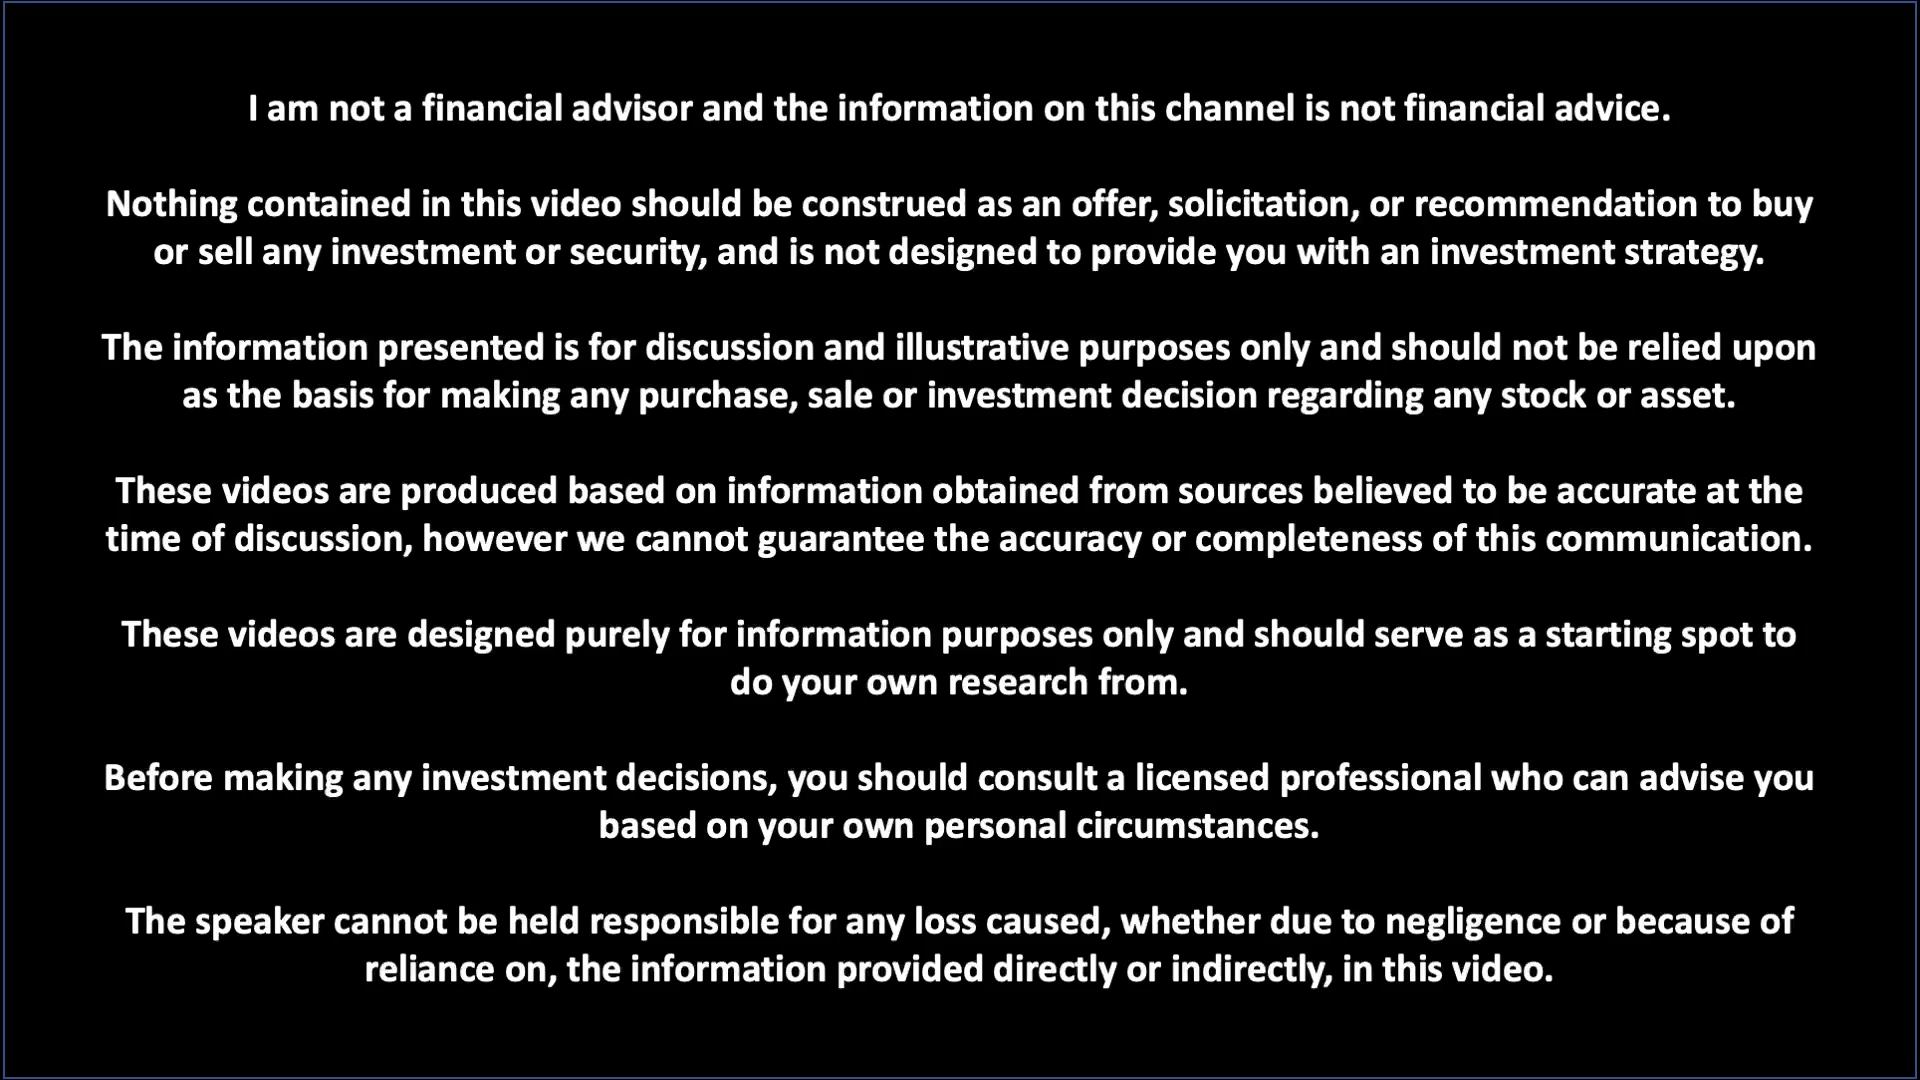 I am not a financial advisor and the information on this channel is not financial advice.
Nothing contained in this video should be construed as an offer, solicitation, or recommendation to buy
or sell any investment or security, and is not designed to provide you with an investment strategy.
The information presented is for discussion and illustrative purposes only and should not be relied upon
as the basis for making any purchase, sale or investment decision regarding any stock or asset.
These videos are produced based on information obtained from sources believed to be accurate at the
time of discussion, however we cannot guarantee the accuracy or completeness of this communication.
These videos are designed purely for information purposes only and should serve as a starting spot to
do your own research from.
Before making any investment decisions, you should consult a licensed professional who can advise you
based on your own personal circumstances.
The speaker cannot be held responsible for any loss caused, whether due to negligence or because of
reliance on, the information provided directly or indirectly, in this video.